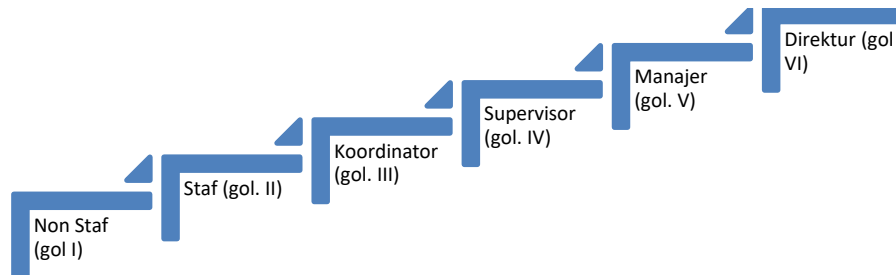 Non Staf
(gol I)
Staf (gol. II)
Koordinator
(gol. III)
Supervisor
(gol. IV)
Manajer
(gol. V)
Direktur (gol
VI)